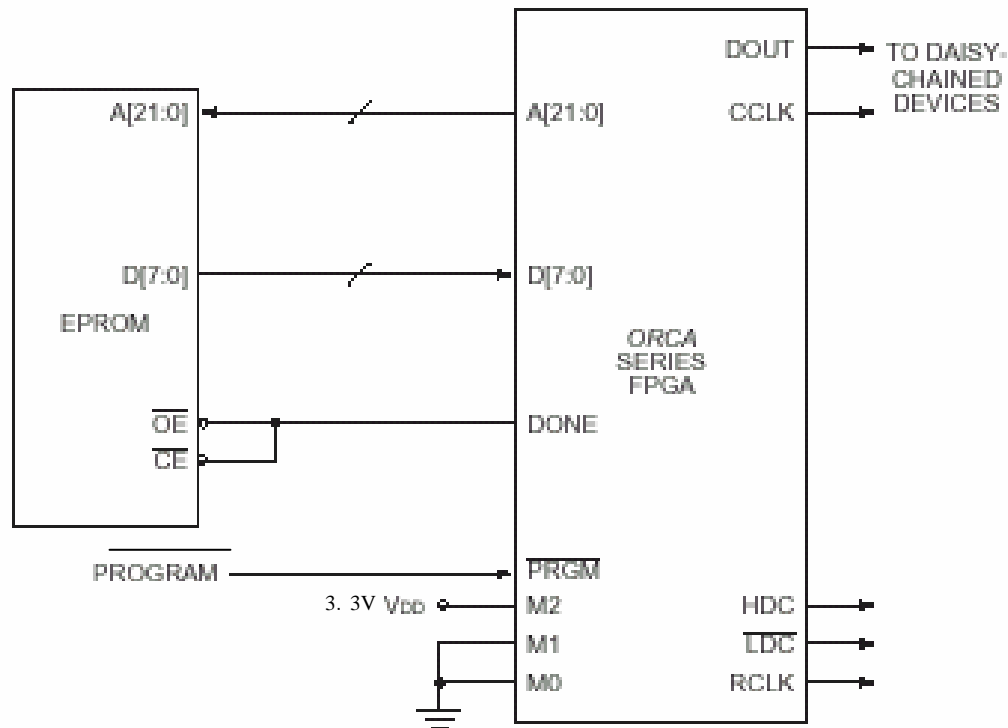 DOUT
TO DAISY-
CHAINED
DEVICES
A[21:0]
A[21:0]
CCLK
D[7:0]
D[7:0]
EPROM
ORCA
SERIES
FPGA
OE
DONE
CE
PROGRAM
PRGM
3. 3V VDD
M2
HDC
M1
LDC
M0
RCLK